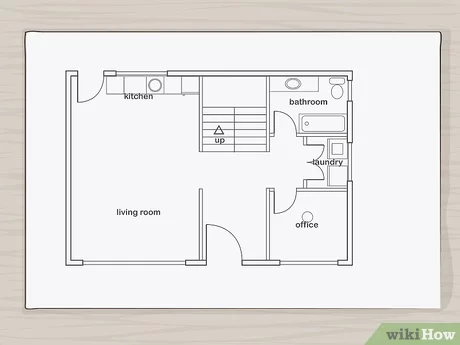 kitchen
bathroom
up
laundry
living room
office
wikiHow